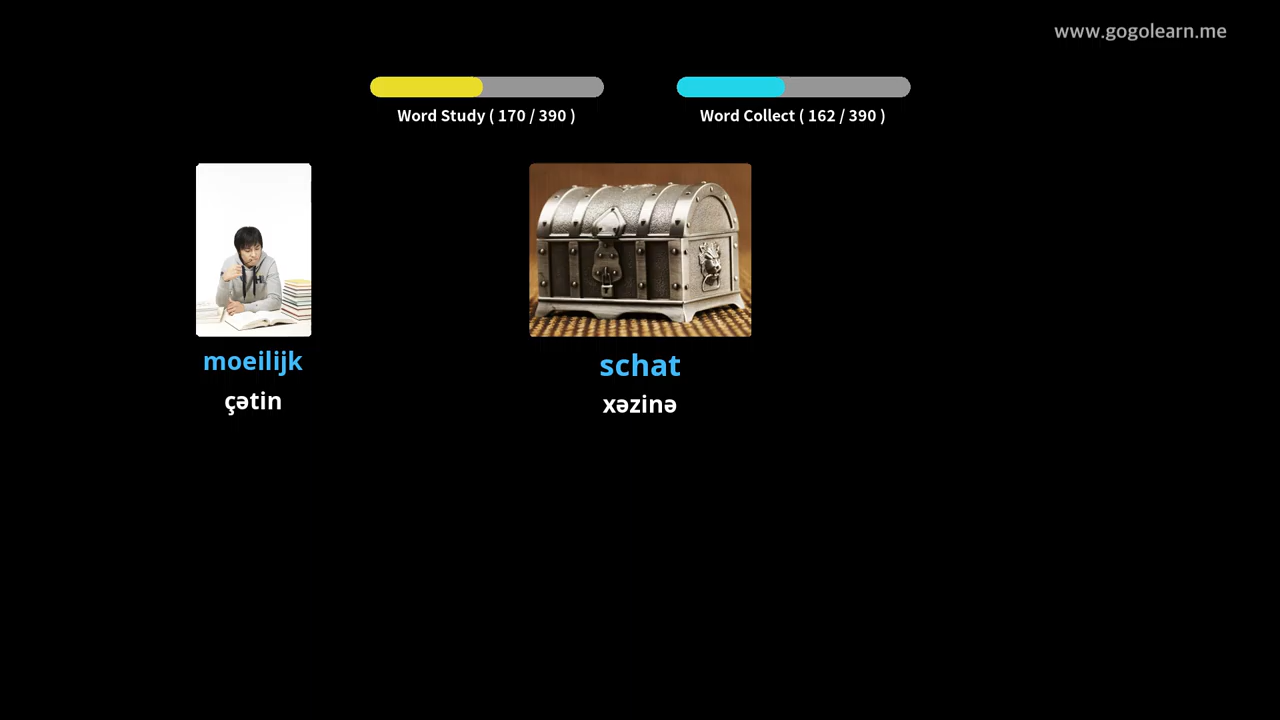 www.gogolearn.me
Word Study ( 170 / 390 )
Word Collect ( 162 / 390 )
moeilijk
çətin
schat
xəzinə